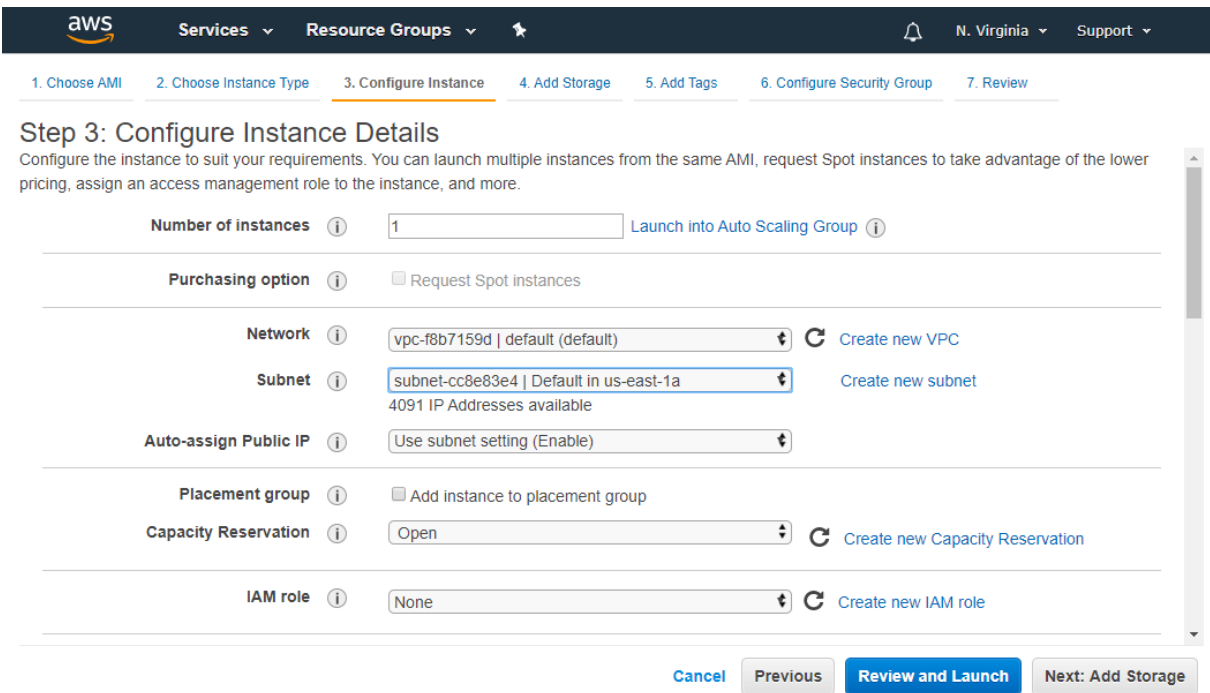 aws Services Resource Groups N. Virginia Support
1. Choose AMI 2. Choose Instance Type 3. Configure Instance 4. Add Storage 5. Add Tags 6. Configure Security Group 7. Review
Step 3: Configure Instance Details
Configure the instance to suit your requirements. You can launch multiple instances from the same AMI, request Spot instances to take advantage of the lower
pricing, assign an access management role to the instance, and more.
Number of instances i 1 Launch into Auto Scaling Group i
Purchasing option i Request Spot instances
Network i vpc-f8b7159d | default (default) Create new VPC
Subnet i subnet-cc8e83e4 | Default in us-east-1a Create new subnet
4091 IP Addresses available
Auto-assign Public IP i Use subnet setting (Enable)
Placement group i Add instance to placement group
Capacity Reservation i Open Create new Capacity Reservation
IAM role i None Create new IAM role
Cancel Previous Review and Launch Next: Add Storage